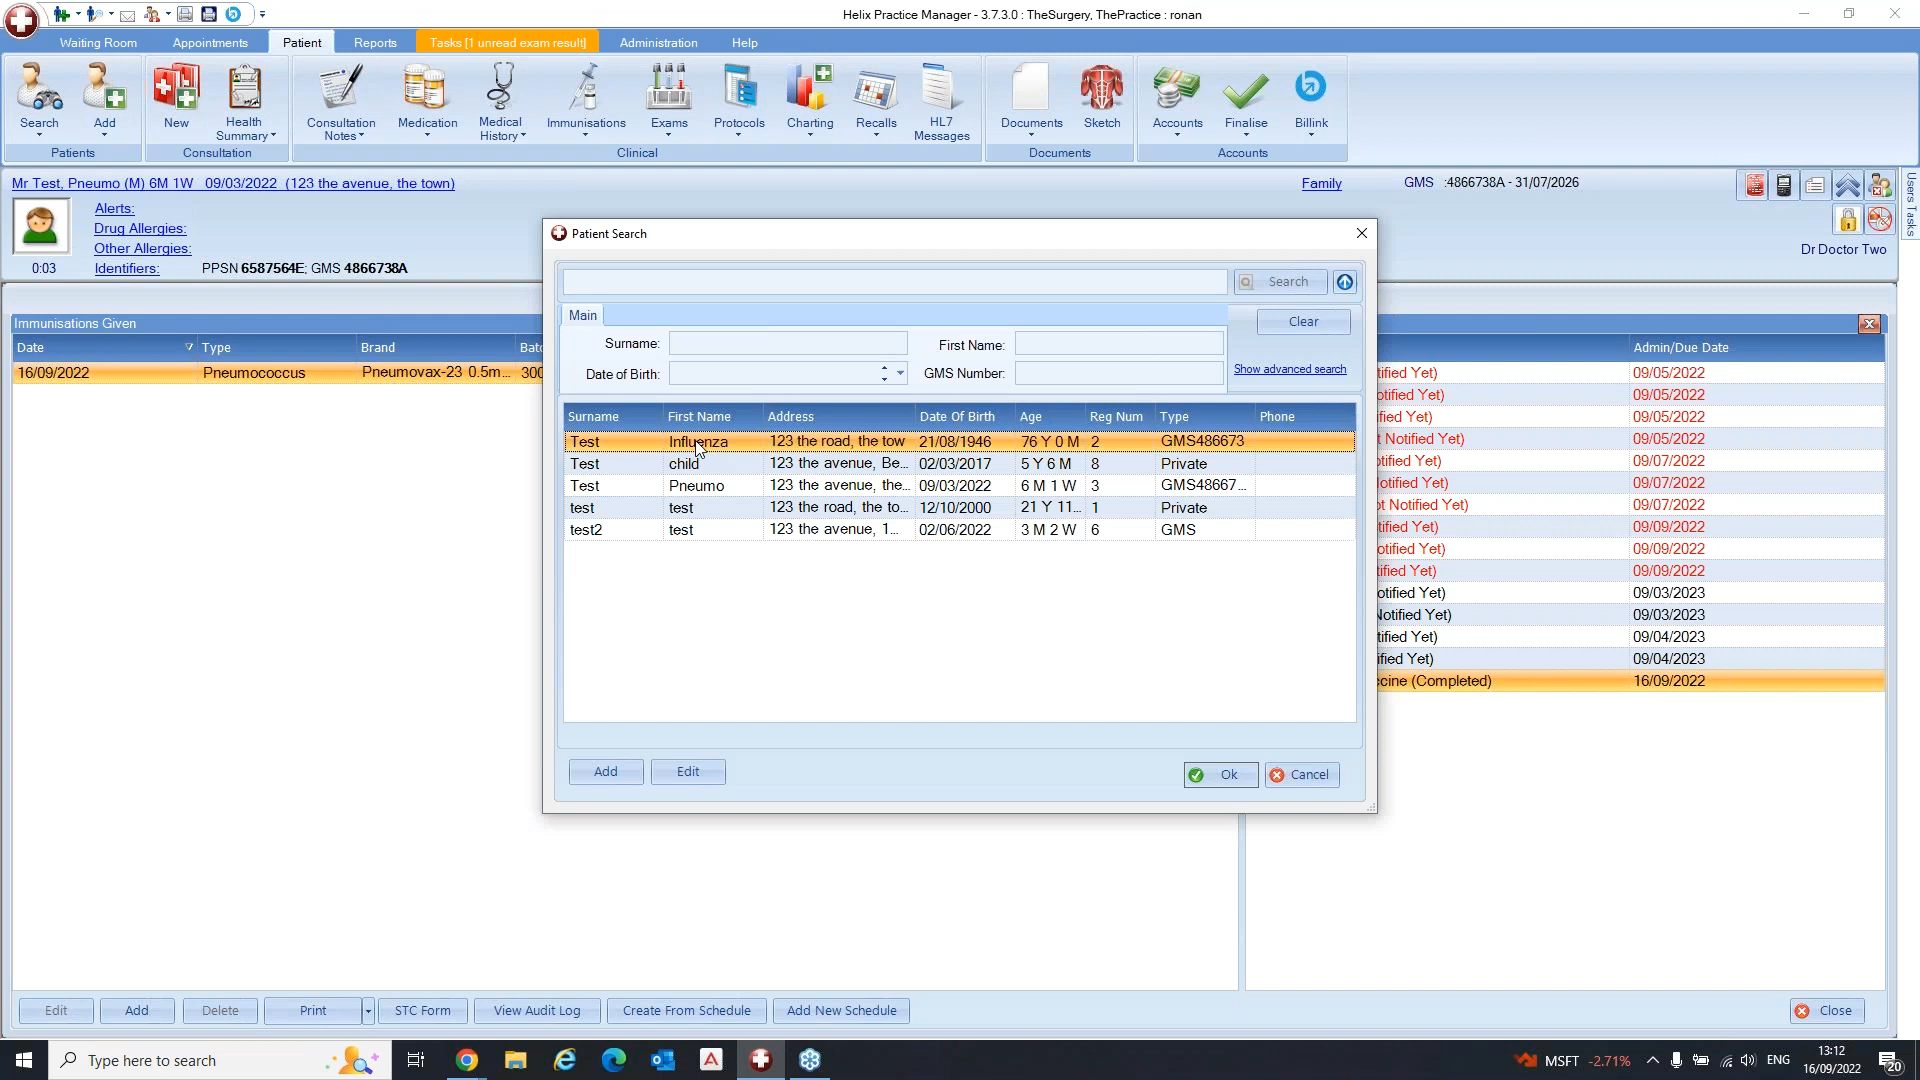 Helix Practice Manager - 3.7.3.0 : TheSurgery, ThePractice : ronan
Waiting Room Appointments Patient Reports Tasks [1 unread exam result] Administration Help
Search Add New Health Summary Consultation Notes Medication Medical History Immunisations Exams Protocols Charting Recalls HL7 Messages Documents Sketch Accounts Finalise Billink
Patients Consultation Clinical Documents Accounts
Mr Test, Pneumo (M) 6M 1W 09/03/2022 (123 the avenue, the town) Family GMS :4866738A - 31/07/2026
Users Tasks
Alerts:
Drug Allergies:
Other Allergies: Dr Doctor Two
0:03 Identifiers: PPSN 6587564E; GMS 4866738A
Patient Search
Search
Main
Clear
Surname: First Name:
Date of Birth: GMS Number: Show advanced search
Surname First Name Address Date Of Birth Age Reg Num Type Phone
Test Influenza 123 the road, the tow 21/08/1946 76 Y 0 M 2 GMS486673
Test child 123 the avenue, Be... 02/03/2017 5 Y 6 M 8 Private
Test Pneumo 123 the avenue, the... 09/03/2022 6 M 1 W 3 GMS48667...
test test 123 the road, the to... 12/10/2000 21 Y 11... 1 Private
test2 test 123 the avenue, 1... 02/06/2022 3 M 2 W 6 GMS
Add Edit Ok Cancel
Immunisations Given
Date Type Brand Batc
16/09/2022 Pneumococcus Pneumovax-23 0.5m... 300
Admin/Due Date
tified Yet) 09/05/2022
otified Yet) 09/05/2022
ified Yet) 09/05/2022
t Notified Yet) 09/05/2022
tified Yet) 09/07/2022
otified Yet) 09/07/2022
ot Notified Yet) 09/07/2022
tified Yet) 09/09/2022
otified Yet) 09/09/2022
ified Yet) 09/09/2022
otified Yet) 09/03/2023
Notified Yet) 09/03/2023
tified Yet) 09/04/2023
ified Yet) 09/04/2023
ccine (Completed) 16/09/2022
Edit Add Delete Print STC Form View Audit Log Create From Schedule Add New Schedule Close
Type here to search
MSFT -2.71% ENG 13:12
16/09/2022 20